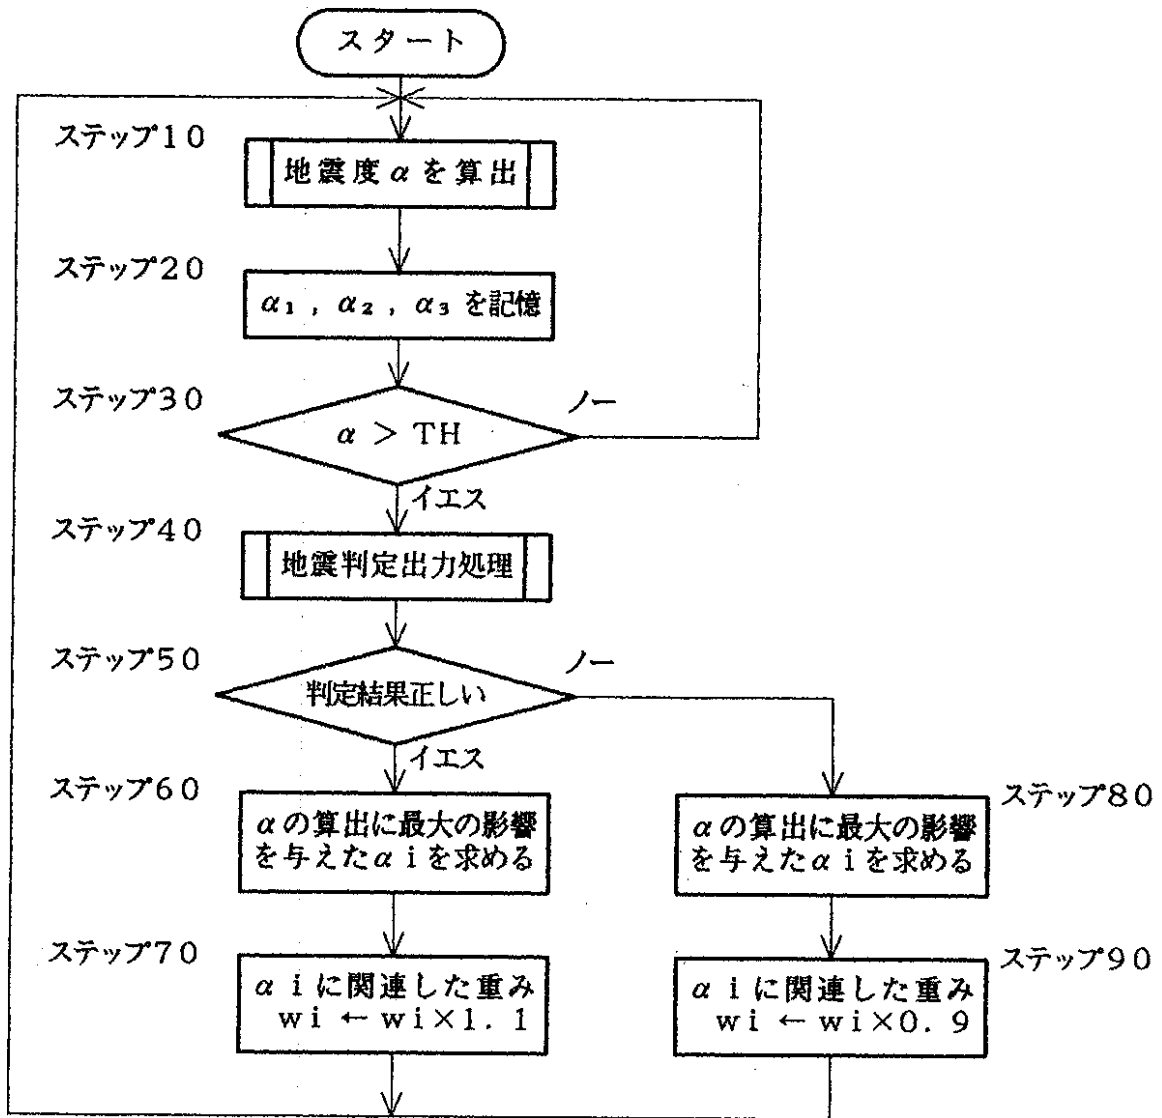 スタート
ステップ10
地震度αを算出
ステップ20
α₁, α₂, α₃を記憶
ステップ30
ノー
α > TH
イエス
ステップ40
地震判定出力処理
ステップ50
ノー
判定結果正しい
イエス
ステップ60
αの算出に最大の影響
を与えたαiを求める
ステップ80
αの算出に最大の影響
を与えたαiを求める
ステップ70
αiに関連した重み
wi ← wi×1.1
ステップ90
αiに関連した重み
wi ← wi×0.9